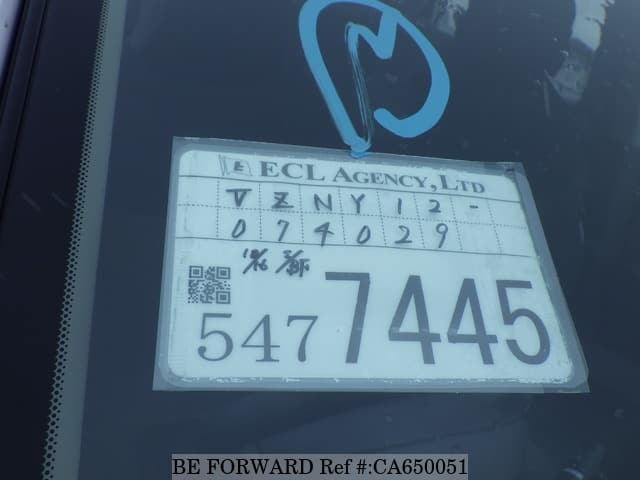 E ECL AGENCY, LTD
VZNY12-
074029
547 7445
BE FORWARD Ref #:CA650051